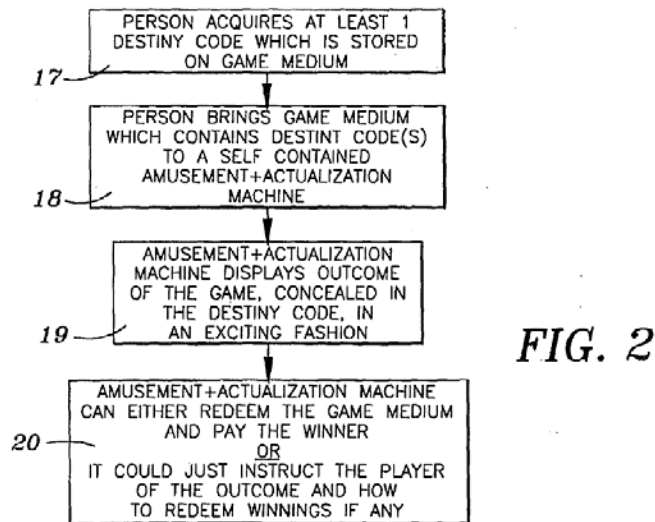 PERSON ACQUIRES AT LEAST 1
DESTINY CODE WHICH IS STORED
ON GAME MEDIUM
17
PERSON BRINGS GAME MEDIUM
WHICH CONTAINS DESTINT CODE(S)
TO A SELF CONTAINED
AMUSEMENT+ACTUALIZATION
MACHINE
18
AMUSEMENT+ACTUALIZATION
MACHINE DISPLAYS OUTCOME
OF THE GAME, CONCEALED IN
THE DESTINY CODE, IN
AN EXCITING FASHION
19
FIG. 2
AMUSEMENT+ACTUALIZATION MACHINE
CAN EITHER REDEEM THE GAME MEDIUM
AND PAY THE WINNER
20
OR
IT COULD JUST INSTRUCT THE PLAYER
OF THE OUTCOME AND HOW
TO REDEEM WINNINGS IF ANY